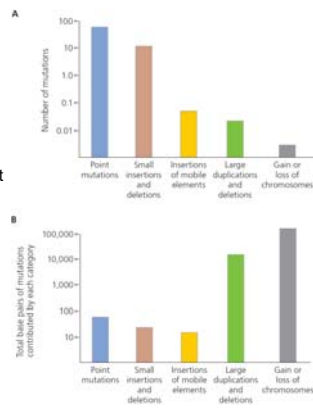 A
Number of mutations
100
10
1.0
0.1
0.01
Point
mutations
Small
insertions
and
deletions
Insertions
of mobile
elements
Large
duplications
and
deletions
Gain or
loss of
chromosomes
t
B
Total base pairs of mutations
contributed by each category
100,000
10,000
1,000
100
10
Point
mutations
Small
insertions
and
deletions
Insertions
of mobile
elements
Large
duplications
and
deletions
Gain or
loss of
chromosomes